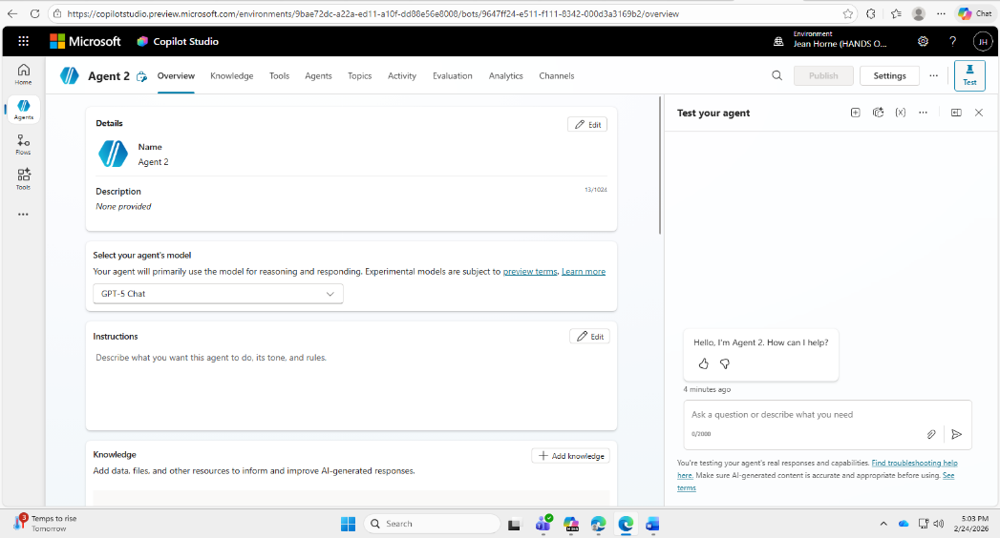 https://copilotstudio.preview.microsoft.com/environments/9bae72dc-a22a-ed11-a10f-dd88e56e8008/bots/9647ff24-e511-f111-8342-000d3a3169b2/overview
Chat
Microsoft Copilot Studio
Environment
Jean Horne (HANDS O...
?
JH
Home
Agents
Flows
Tools
Agent 2
Overview
Knowledge
Tools
Agents
Topics
Activity
Evaluation
Analytics
Channels
Publish
Settings
...
Test
Details
Edit
Name
Agent 2
Description
13/1024
None provided
Select your agent's model
Your agent will primarily use the model for reasoning and responding. Experimental models are subject to preview terms. Learn more
GPT-5 Chat
Instructions
Edit
Describe what you want this agent to do, its tone, and rules.
Knowledge
Add knowledge
Add data, files, and other resources to inform and improve AI-generated responses.
Test your agent
Hello, I'm Agent 2. How can I help?
4 minutes ago
Ask a question or describe what you need
0/2000
You're testing your agent's real responses and capabilities. Find troubleshooting help
here. Make sure AI-generated content is accurate and appropriate before using. See
terms
3
Temps to rise
Tomorrow
Search
5:03 PM
2/24/2026